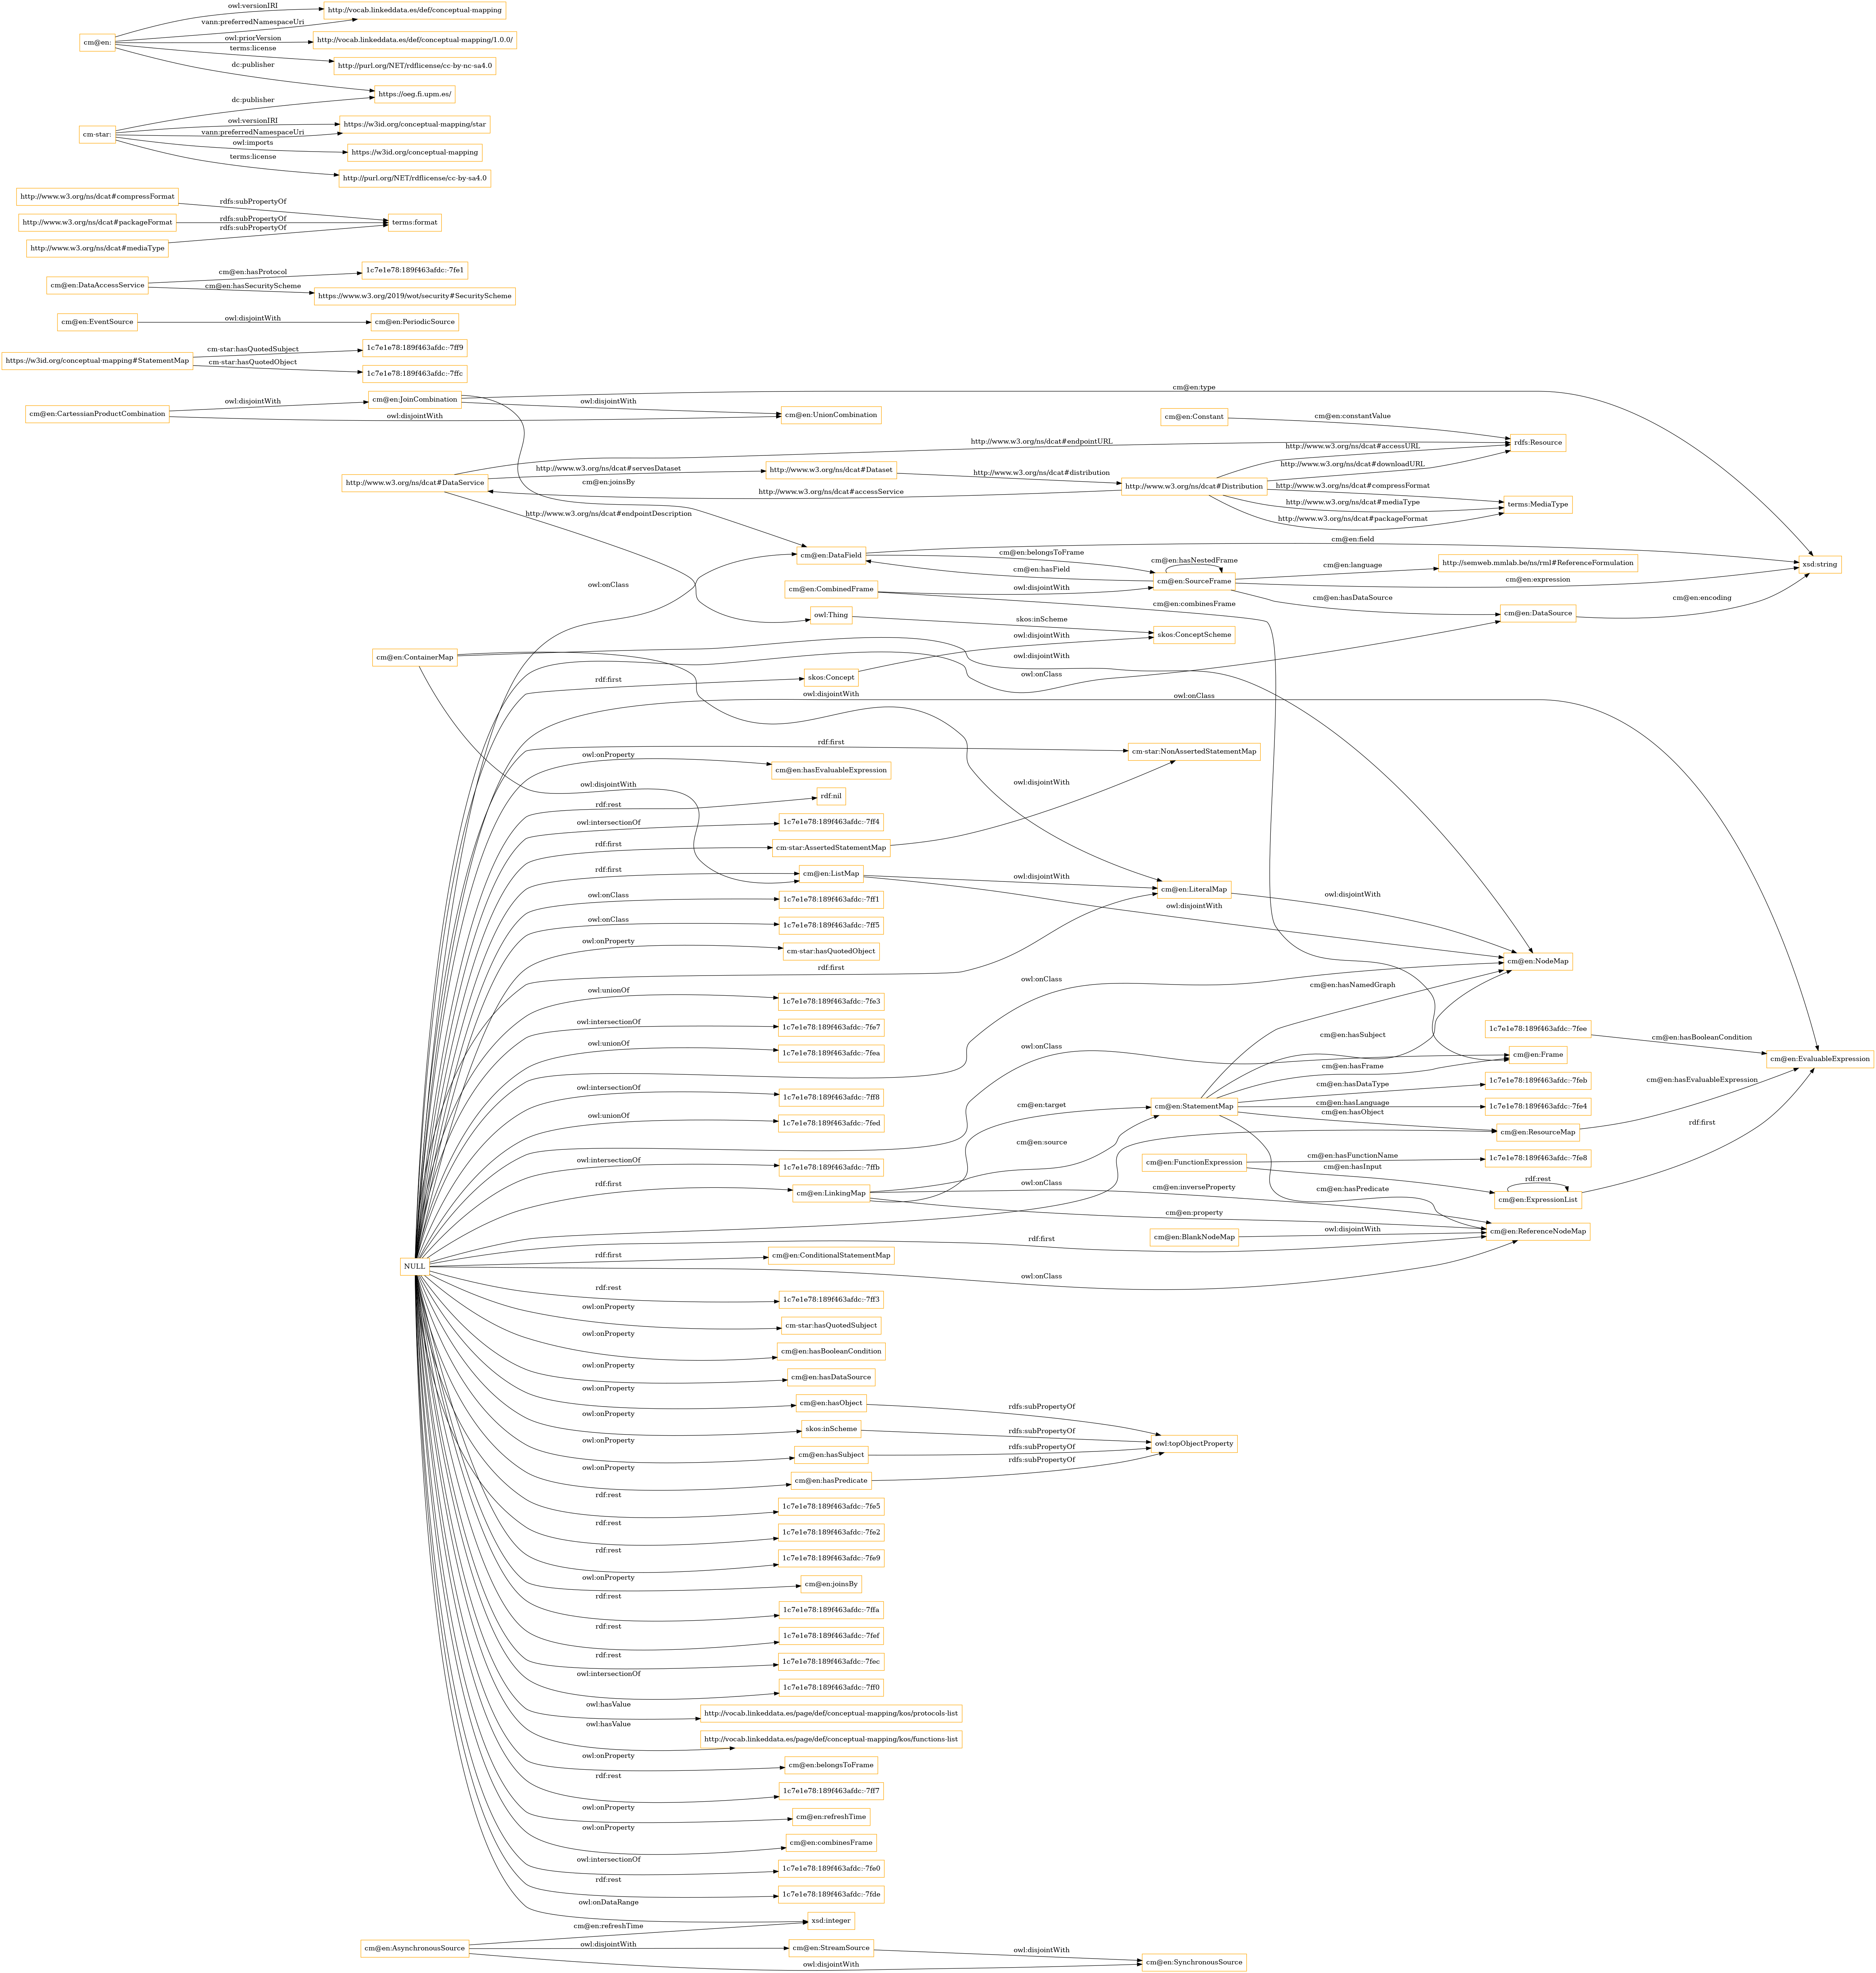 owl:versionIRI
http://vocab.linkeddata.es/def/conceptual-mapping
vann:preferredNamespaceUri
cm@en:
owl:priorVersion
http://vocab.linkeddata.es/def/conceptual-mapping/1.0.0/
terms:license
http://purl.org/NET/rdflicense/cc-by-nc-sa4.0
dc:publisher
https://oeg.fi.upm.es/
dc:publisher
owl:versionIRI
https://w3id.org/conceptual-mapping/star
cm-star:
vann:preferredNamespaceUri
owl:imports
https://w3id.org/conceptual-mapping
terms:license
http://purl.org/NET/rdflicense/cc-by-sa4.0
http://www.w3.org/ns/dcat#compressFormat
rdfs:subPropertyOf
http://www.w3.org/ns/dcat#packageFormat
rdfs:subPropertyOf
terms:format
rdfs:subPropertyOf
http://www.w3.org/ns/dcat#mediaType
cm@en:DataAccessService
cm@en:hasProtocol
1c7e1e78:189f463afdc:-7fe1
cm@en:hasSecurityScheme
https://www.w3.org/2019/wot/security#SecurityScheme
cm@en:EventSource
owl:disjointWith
cm@en:PeriodicSource
https://w3id.org/conceptual-mapping#StatementMap
cm-star:hasQuotedSubject
1c7e1e78:189f463afdc:-7ff9
cm-star:hasQuotedObject
1c7e1e78:189f463afdc:-7ffc
cm@en:CartessianProductCombination
owl:disjointWith
cm@en:JoinCombination
owl:disjointWith
owl:disjointWith
cm@en:UnionCombination
cm@en:type
cm@en:Constant
cm@en:constantValue
rdfs:Resource
http://www.w3.org/ns/dcat#endpointURL
http://www.w3.org/ns/dcat#accessURL
http://www.w3.org/ns/dcat#DataService
http://www.w3.org/ns/dcat#servesDataset
cm@en:joinsBy
http://www.w3.org/ns/dcat#Dataset
http://www.w3.org/ns/dcat#distribution
http://www.w3.org/ns/dcat#accessService
http://www.w3.org/ns/dcat#Distribution
http://www.w3.org/ns/dcat#downloadURL
http://www.w3.org/ns/dcat#compressFormat
http://www.w3.org/ns/dcat#mediaType
http://www.w3.org/ns/dcat#packageFormat
terms:MediaType
http://www.w3.org/ns/dcat#endpointDescription
cm@en:DataField
cm@en:field
cm@en:belongsToFrame
cm@en:hasField
cm@en:hasNestedFrame
cm@en:SourceFrame
cm@en:language
http://semweb.mmlab.be/ns/rml#ReferenceFormulation
xsd:string
cm@en:expression
cm@en:hasDataSource
cm@en:DataSource
cm@en:encoding
owl:onClass
cm@en:CombinedFrame
owl:disjointWith
cm@en:combinesFrame
owl:Thing
skos:inScheme
skos:ConceptScheme
owl:disjointWith
cm@en:ContainerMap
owl:disjointWith
owl:onClass
skos:Concept
rdf:first
owl:disjointWith
owl:onClass
rdf:first
cm-star:NonAssertedStatementMap
owl:onProperty
cm@en:hasEvaluableExpression
owl:disjointWith
owl:disjointWith
rdf:rest
rdf:nil
owl:intersectionOf
1c7e1e78:189f463afdc:-7ff4
rdf:first
cm-star:AssertedStatementMap
rdf:first
cm@en:ListMap
owl:disjointWith
owl:disjointWith
cm@en:LiteralMap
owl:disjointWith
owl:onClass
1c7e1e78:189f463afdc:-7ff1
owl:onClass
1c7e1e78:189f463afdc:-7ff5
owl:onProperty
cm-star:hasQuotedObject
rdf:first
cm@en:NodeMap
owl:unionOf
1c7e1e78:189f463afdc:-7fe3
owl:onClass
cm@en:hasNamedGraph
owl:intersectionOf
1c7e1e78:189f463afdc:-7fe7
owl:unionOf
1c7e1e78:189f463afdc:-7fea
owl:onClass
cm@en:hasSubject
1c7e1e78:189f463afdc:-7fee
cm@en:hasBooleanCondition
cm@en:EvaluableExpression
cm@en:Frame
cm@en:hasFrame
owl:intersectionOf
1c7e1e78:189f463afdc:-7ff8
cm@en:hasDataType
1c7e1e78:189f463afdc:-7feb
cm@en:hasEvaluableExpression
cm@en:target
cm@en:StatementMap
cm@en:hasLanguage
1c7e1e78:189f463afdc:-7fe4
owl:unionOf
1c7e1e78:189f463afdc:-7fed
cm@en:hasObject
cm@en:ResourceMap
rdf:first
cm@en:source
owl:intersectionOf
1c7e1e78:189f463afdc:-7ffb
cm@en:FunctionExpression
cm@en:hasFunctionName
1c7e1e78:189f463afdc:-7fe8
cm@en:hasInput
rdf:rest
cm@en:ExpressionList
rdf:first
cm@en:LinkingMap
owl:onClass
cm@en:inverseProperty
cm@en:hasPredicate
cm@en:property
cm@en:BlankNodeMap
owl:disjointWith
cm@en:ReferenceNodeMap
rdf:first
NULL
rdf:first
cm@en:ConditionalStatementMap
owl:onClass
rdf:rest
1c7e1e78:189f463afdc:-7ff3
owl:onProperty
cm-star:hasQuotedSubject
owl:onProperty
cm@en:hasBooleanCondition
owl:onProperty
cm@en:hasDataSource
owl:onProperty
cm@en:hasObject
rdfs:subPropertyOf
owl:onProperty
skos:inScheme
rdfs:subPropertyOf
owl:topObjectProperty
owl:onProperty
cm@en:hasSubject
rdfs:subPropertyOf
owl:onProperty
cm@en:hasPredicate
rdfs:subPropertyOf
rdf:rest
1c7e1e78:189f463afdc:-7fe5
rdf:rest
1c7e1e78:189f463afdc:-7fe2
rdf:rest
1c7e1e78:189f463afdc:-7fe9
owl:onProperty
cm@en:joinsBy
rdf:rest
1c7e1e78:189f463afdc:-7ffa
rdf:rest
1c7e1e78:189f463afdc:-7fef
rdf:rest
1c7e1e78:189f463afdc:-7fec
owl:intersectionOf
1c7e1e78:189f463afdc:-7ff0
owl:hasValue
http://vocab.linkeddata.es/page/def/conceptual-mapping/kos/protocols-list
owl:hasValue
http://vocab.linkeddata.es/page/def/conceptual-mapping/kos/functions-list
owl:onProperty
cm@en:belongsToFrame
rdf:rest
1c7e1e78:189f463afdc:-7ff7
owl:onProperty
cm@en:refreshTime
owl:onProperty
cm@en:combinesFrame
owl:intersectionOf
1c7e1e78:189f463afdc:-7fe0
rdf:rest
1c7e1e78:189f463afdc:-7fde
owl:onDataRange
xsd:integer
cm@en:refreshTime
cm@en:AsynchronousSource
owl:disjointWith
cm@en:StreamSource
owl:disjointWith
owl:disjointWith
cm@en:SynchronousSource